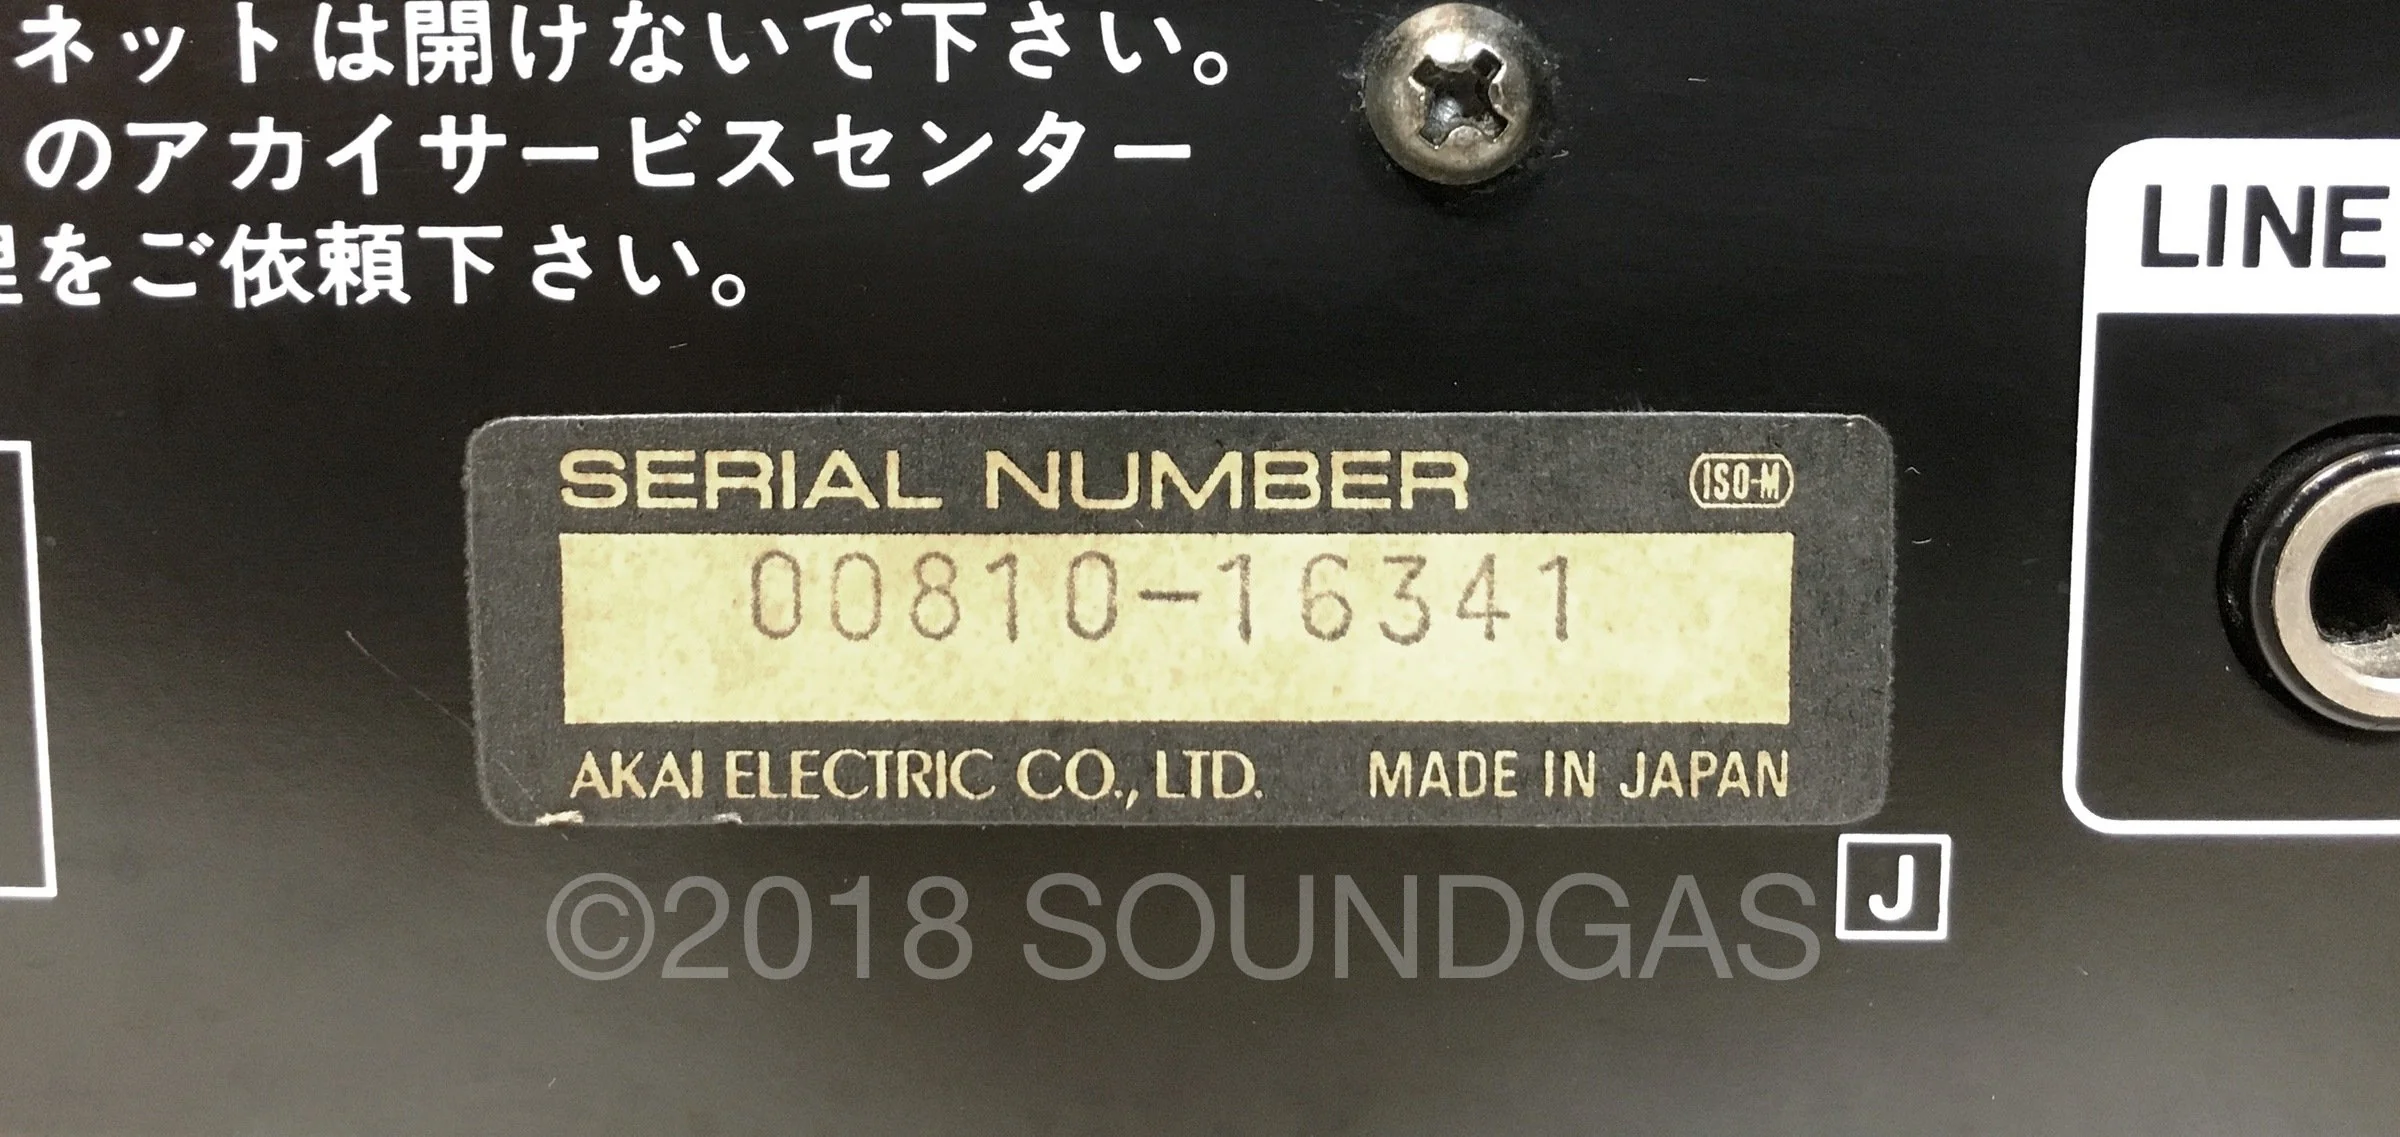 ネットは開けないで下さい。
のアカイサービスセンター
理をご依頼下さい。
LINE
SERIAL NUMBER ISO-M
00810-16341
AKAI ELECTRIC CO., LTD. MADE IN JAPAN
J
©2018 SOUNDGAS